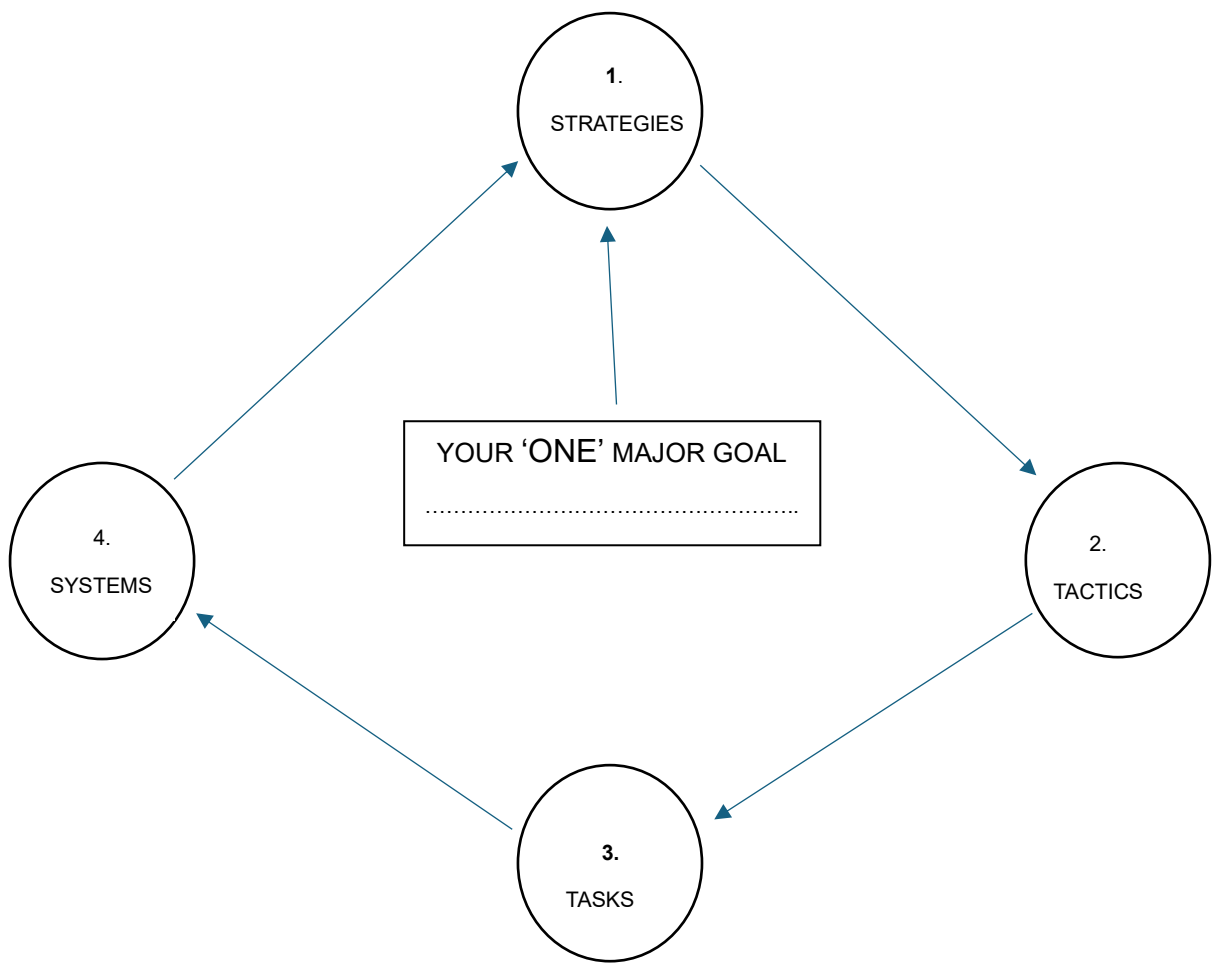 1.
STRATEGIES
YOUR ‘ONE’ MAJOR GOAL
…………………………………………..
4.
SYSTEMS
2.
TACTICS
3.
TASKS